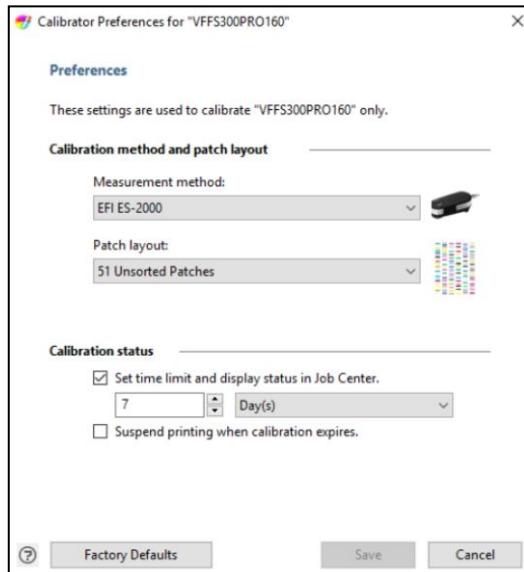 Calibrator Preferences for "VFFS300PRO160"
Preferences
These settings are used to calibrate "VFFS300PRO160" only.
Calibration method and patch layout
Measurement method:
EFI ES-2000
Patch layout:
51 Unsorted Patches
Calibration status
Set time limit and display status in Job Center.
7 Day(s)
Suspend printing when calibration expires.
? Factory Defaults Save Cancel